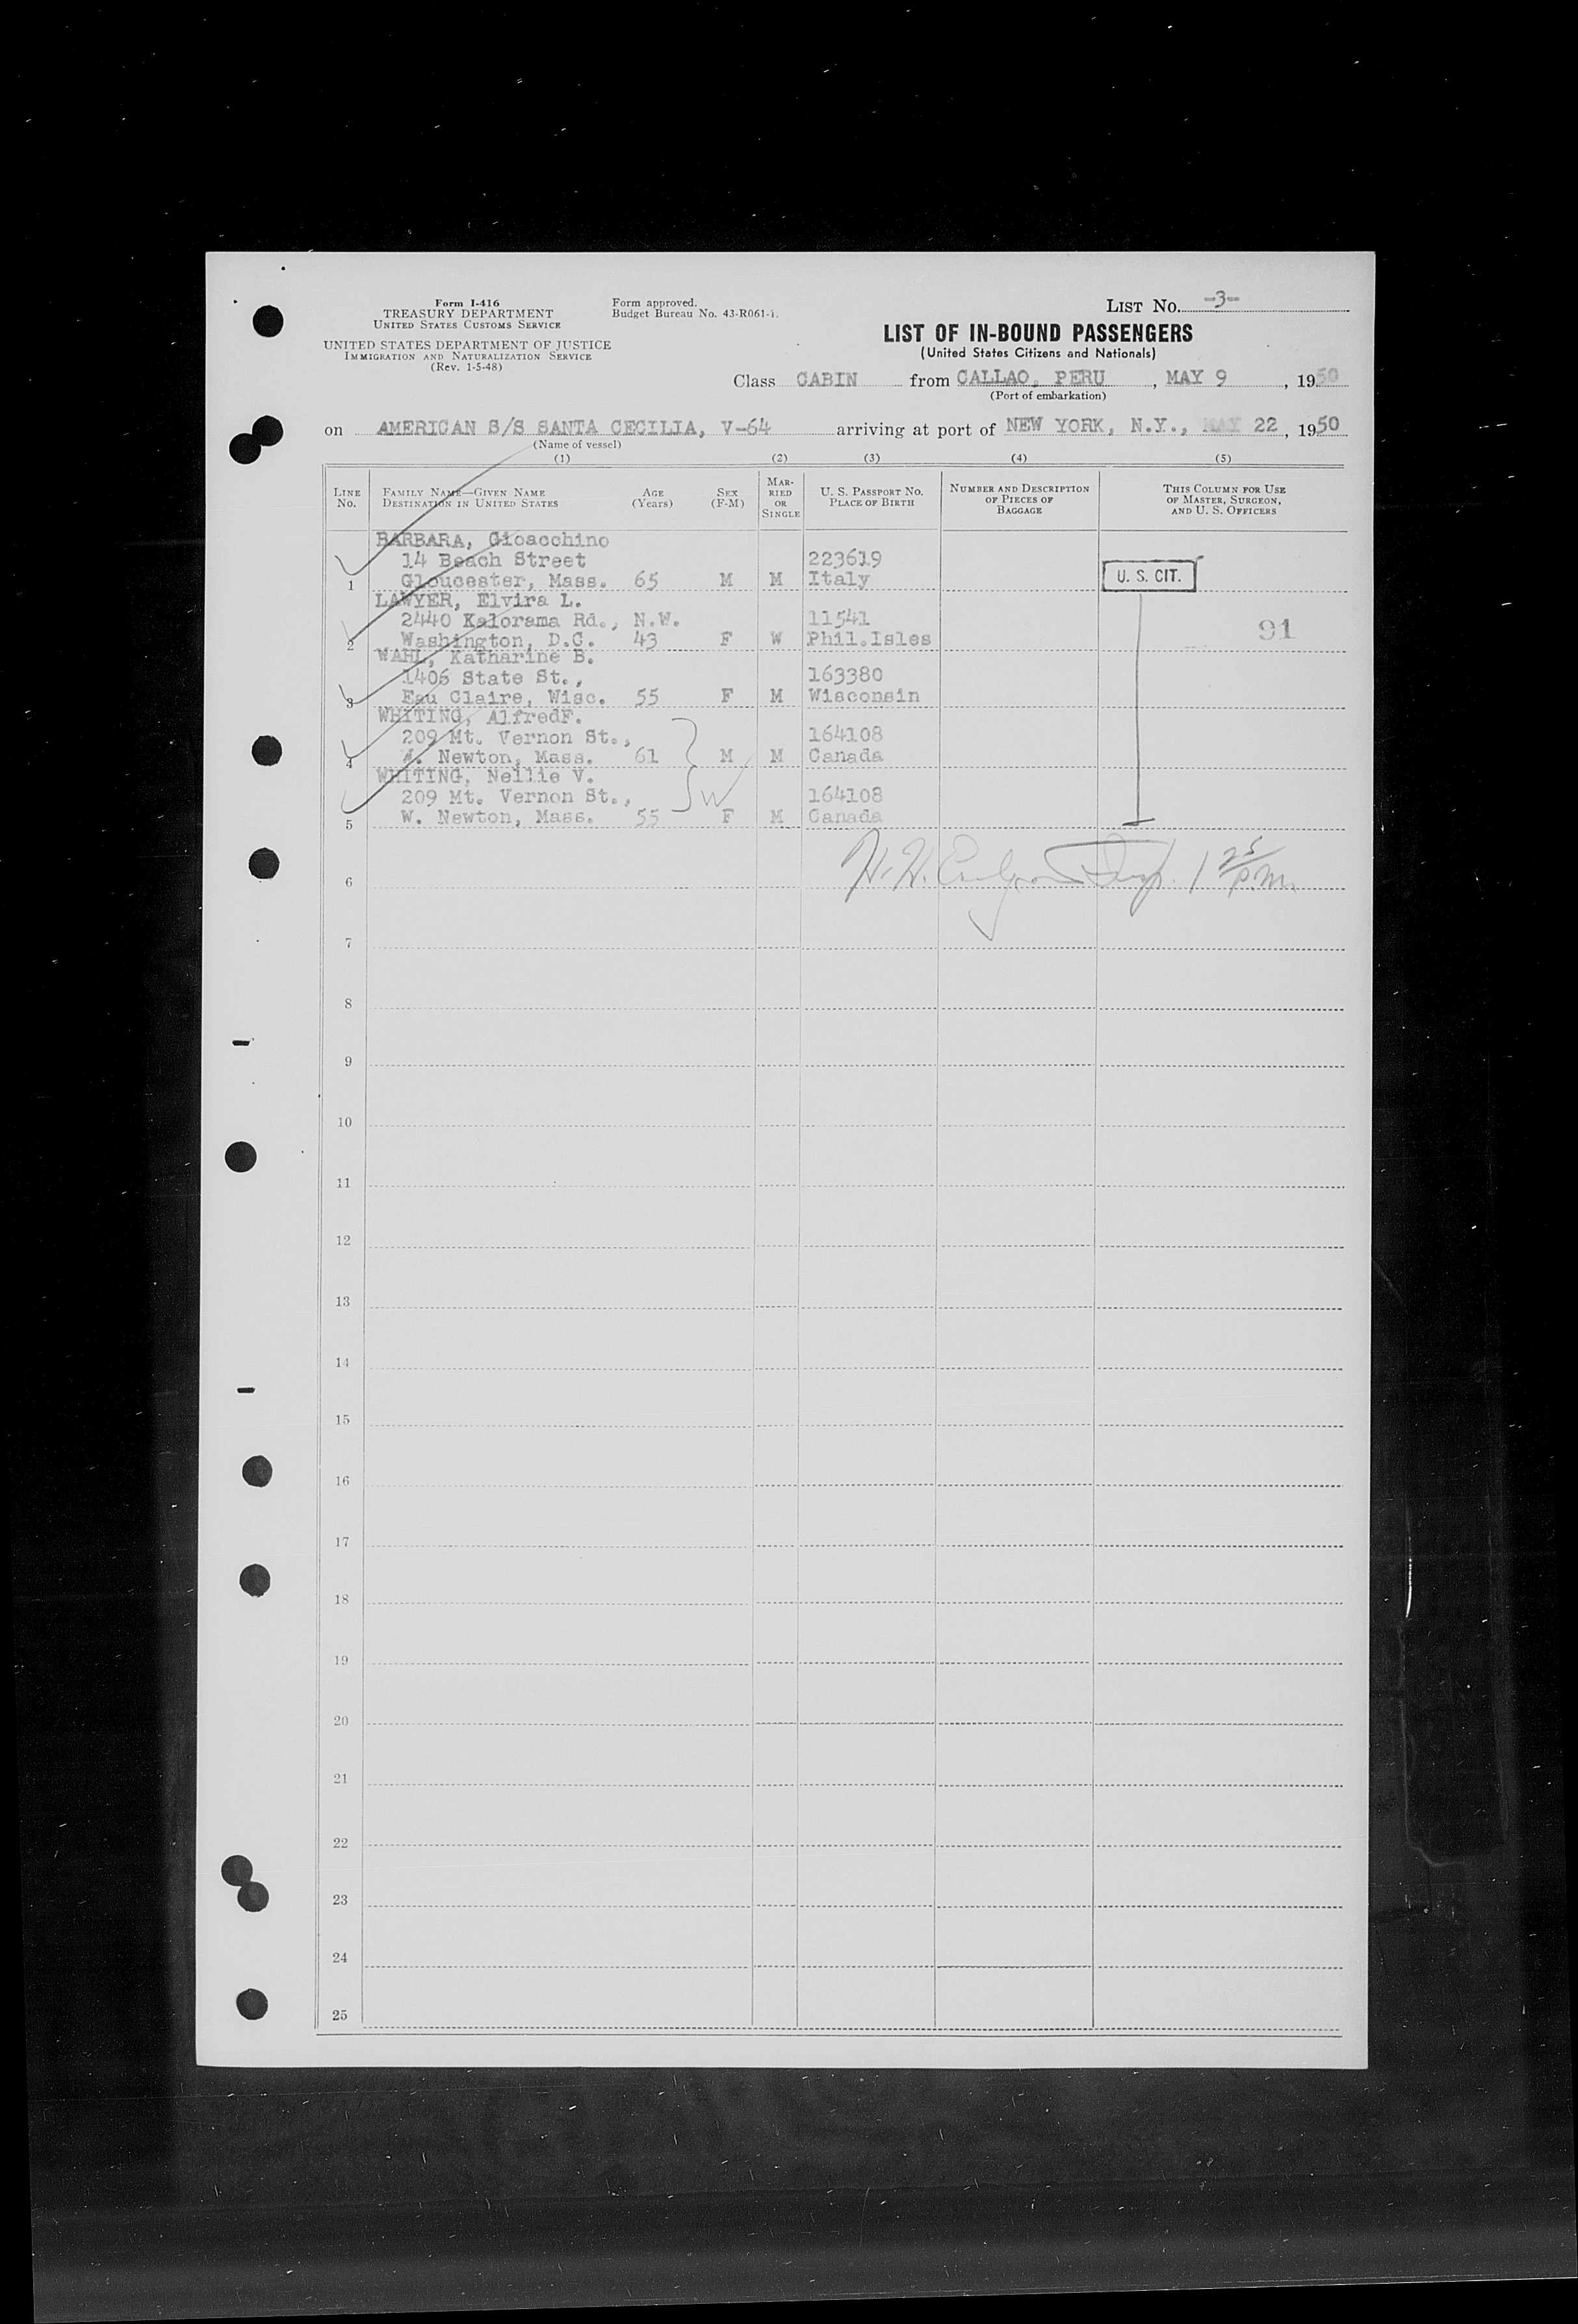 Form I-416
TREASURY DEPARTMENT
UNITED STATES CUSTOMS SERVICE
UNITED STATES DEPARTMENT OF JUSTICE
IMMIGRATION AND NATURALIZATION SERVICE
(Rev. 1-5-48)
Form approved.
Budget Bureau No. 43-R061-1.
LIST NO. -3-
LIST OF IN-BOUND PASSENGERS
(United States Citizens and Nationals)
Class CABIN from CALLAO, PERU, MAY 9, 1950
(Port of embarkation)
on AMERICAN S/S SANTA CECILIA, V-64 arriving at port of NEW YORK, N.Y., MAY 22, 1950
(Name of vessel)
(1) (2) (3) (4) (5)
LINE No. FAMILY NAME—GIVEN NAME DESTINATION IN UNITED STATES AGE (Years) SEX (F-M) MARRIED OR SINGLE U. S. PASSPORT NO. PLACE OF BIRTH NUMBER AND DESCRIPTION OF PIECES OF BAGGAGE THIS COLUMN FOR USE OF MASTER, SURGEON, AND U. S. OFFICERS
BARBARA, Gioacchino
14 Beach Street 223619
1 Gloucester, Mass. 65 M M Italy U. S. CIT.
LAWYER, Elvira L.
2440 Kalorama Rd., N.W. 11541
2 Washington, D.C. 43 F W Phil.Isles 91
WAHL, Katharine B.
1406 State St., 163380
3 Eau Claire, Wisc. 55 F M Wisconsin
WHITING, AlfredF.
209 Mt. Vernon St., 164108
4 W. Newton, Mass. 61 M M Canada
WHITING, Nellie V.
209 Mt. Vernon St., W 164108
5 W. Newton, Mass. 55 F M Canada
6 Insp. 1 25 p.m.
7
8
9
10
11
12
13
14
15
16
17
18
19
20
21
22
23
24
25